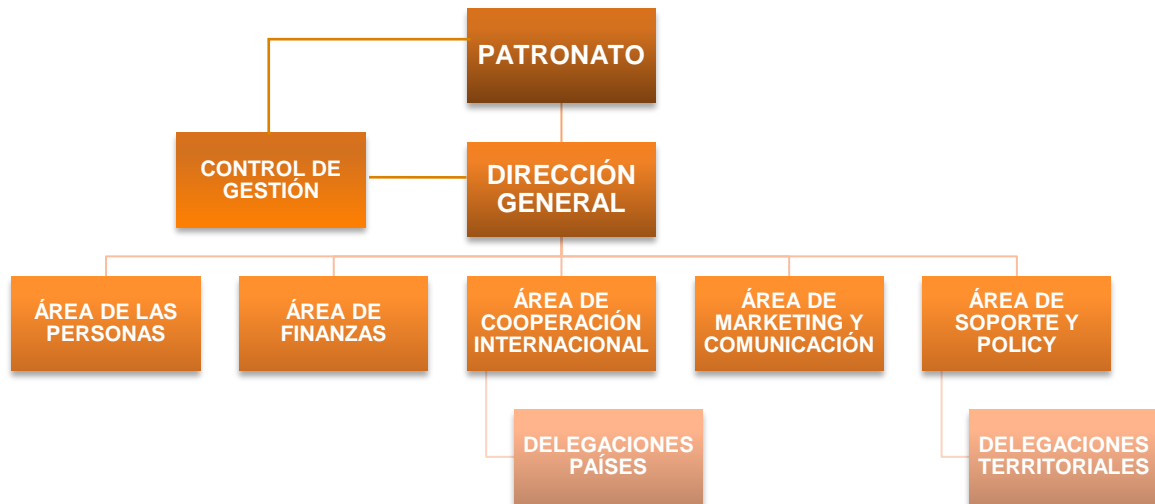 PATRONATO
CONTROL DE
GESTIÓN
DIRECCIÓN
GENERAL
ÁREA DE LAS
PERSONAS
ÁREA DE
FINANZAS
ÁREA DE
COOPERACIÓN
INTERNACIONAL
ÁREA DE
MARKETING Y
COMUNICACIÓN
ÁREA DE
SOPORTE Y
POLICY
DELEGACIONES
PAÍSES
DELEGACIONES
TERRITORIALES